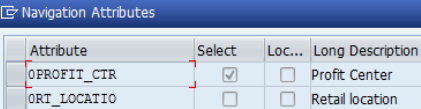 Navigation Attributes
Attribute Select Loc... Long Description
0PROFIT_CTR Profit Center
0RT_LOCATIO Retail location